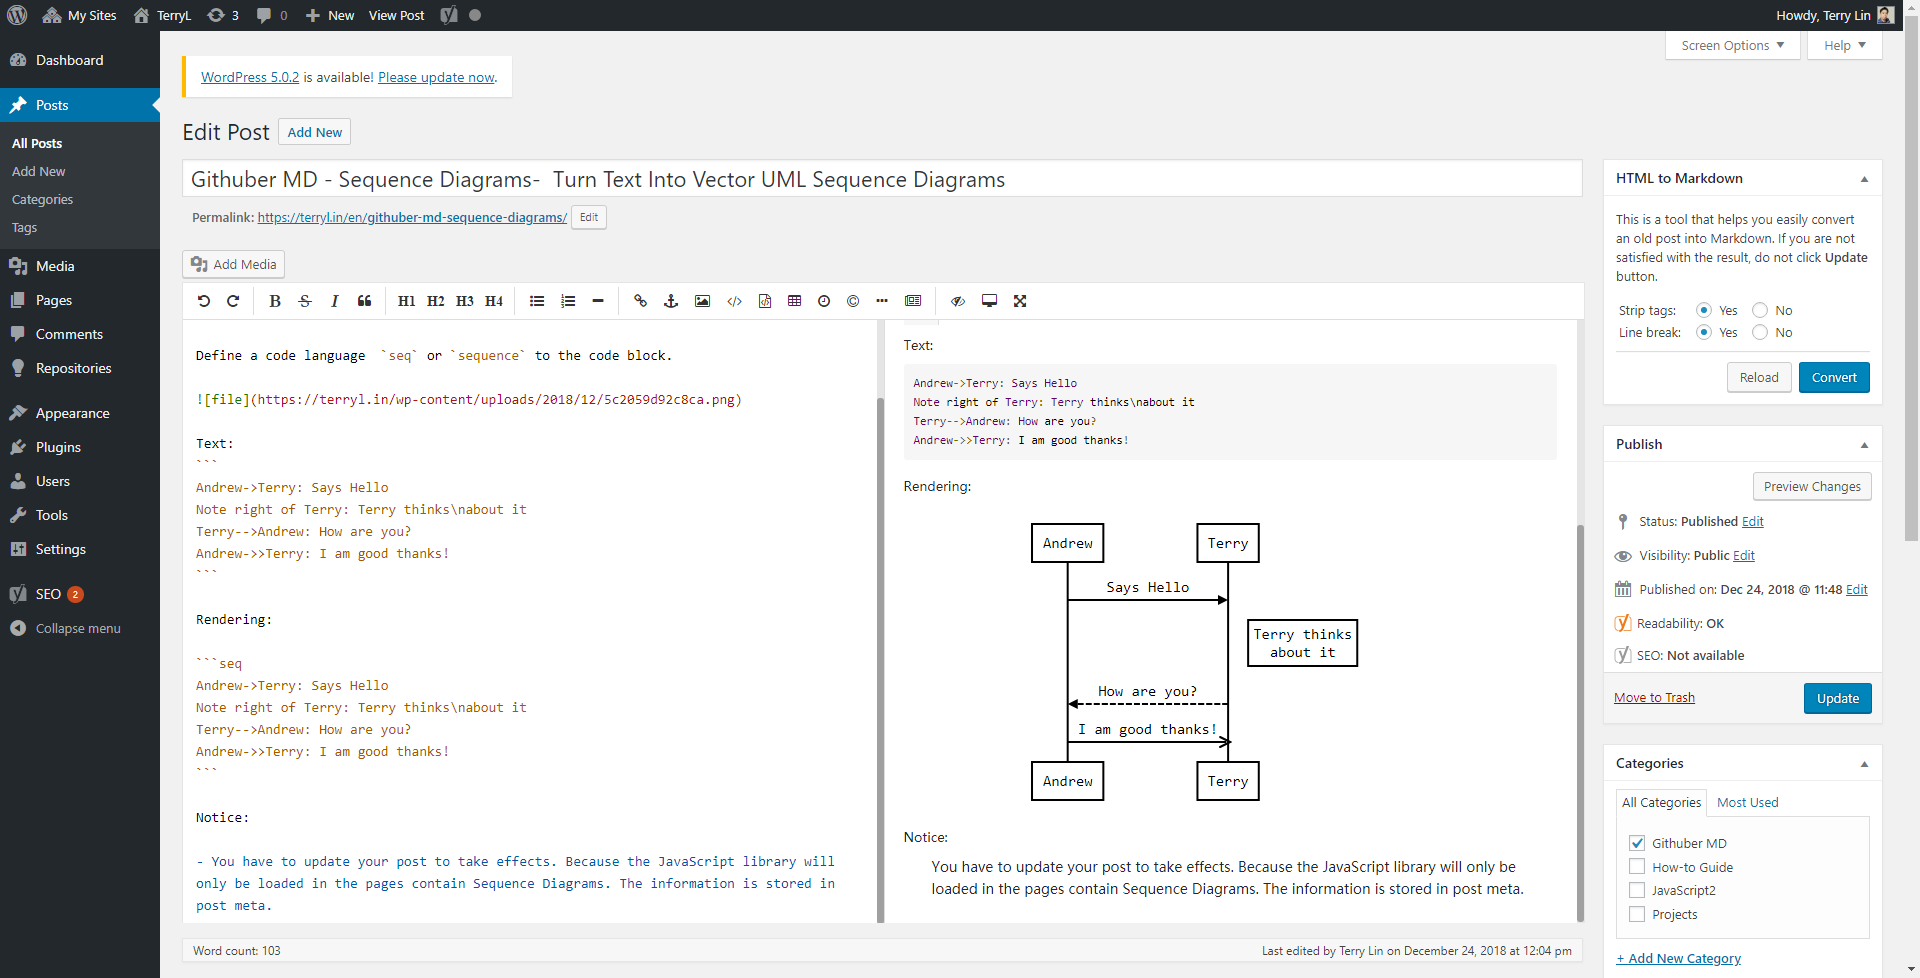 My Sites
TerryL
3
0
New
View Post
Howdy, Terry Lin
Dashboard
Posts
All Posts
Add New
Categories
Tags
Media
Pages
Comments
Repositories
Appearance
Plugins
Users
Tools
Settings
SEO 2
Collapse menu
Screen Options
Help
WordPress 5.0.2 is available! Please update now.
Edit Post
Add New
Githuber MD - Sequence Diagrams-  Turn Text Into Vector UML Sequence Diagrams
Permalink: https://terryl.in/en/githuber-md-sequence-diagrams/ Edit
Add Media
B S I H1 H2 H3 H4
Define a code language  `seq` or `sequence` to the code block.
![file](https://terryl.in/wp-content/uploads/2018/12/5c2059d92c8ca.png)
Text:
```
Andrew->Terry: Says Hello
Note right of Terry: Terry thinks\nabout it
Terry-->Andrew: How are you?
Andrew->>Terry: I am good thanks!
```
Rendering:
```seq
Andrew->Terry: Says Hello
Note right of Terry: Terry thinks\nabout it
Terry-->Andrew: How are you?
Andrew->>Terry: I am good thanks!
```
Notice:
- You have to update your post to take effects. Because the JavaScript library will
only be loaded in the pages contain Sequence Diagrams. The information is stored in
post meta.
Text:
Andrew->Terry: Says Hello
Note right of Terry: Terry thinks\nabout it
Terry-->Andrew: How are you?
Andrew->>Terry: I am good thanks!
Rendering:
Andrew
Terry
Says Hello
Terry thinks
about it
How are you?
I am good thanks!
Andrew
Terry
Notice:
You have to update your post to take effects. Because the JavaScript library will only be
loaded in the pages contain Sequence Diagrams. The information is stored in post meta.
Word count: 103
Last edited by Terry Lin on December 24, 2018 at 12:04 pm
HTML to Markdown
This is a tool that helps you easily convert
an old post into Markdown. If you are not
satisfied with the result, do not click Update
button.
Strip tags: Yes No
Line break: Yes No
Reload
Convert
Publish
Preview Changes
Status: Published Edit
Visibility: Public Edit
Published on: Dec 24, 2018 @ 11:48 Edit
Readability: OK
SEO: Not available
Move to Trash
Update
Categories
All Categories
Most Used
Githuber MD
How-to Guide
JavaScript2
Projects
+ Add New Category